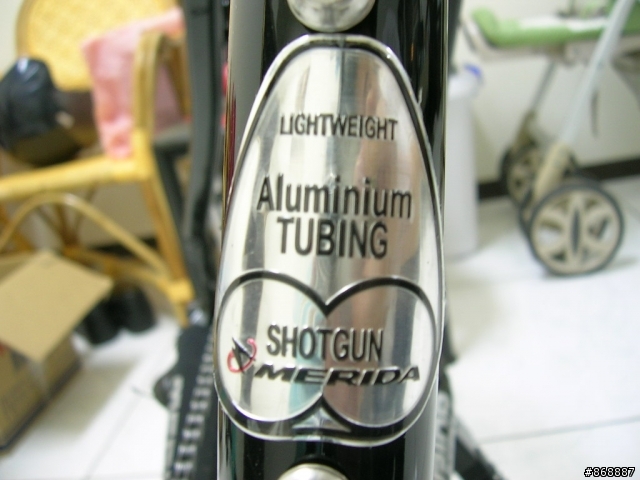 LIGHTWEIGHT
Aluminium
TUBING
SHOTGUN
MERIDA
#868887